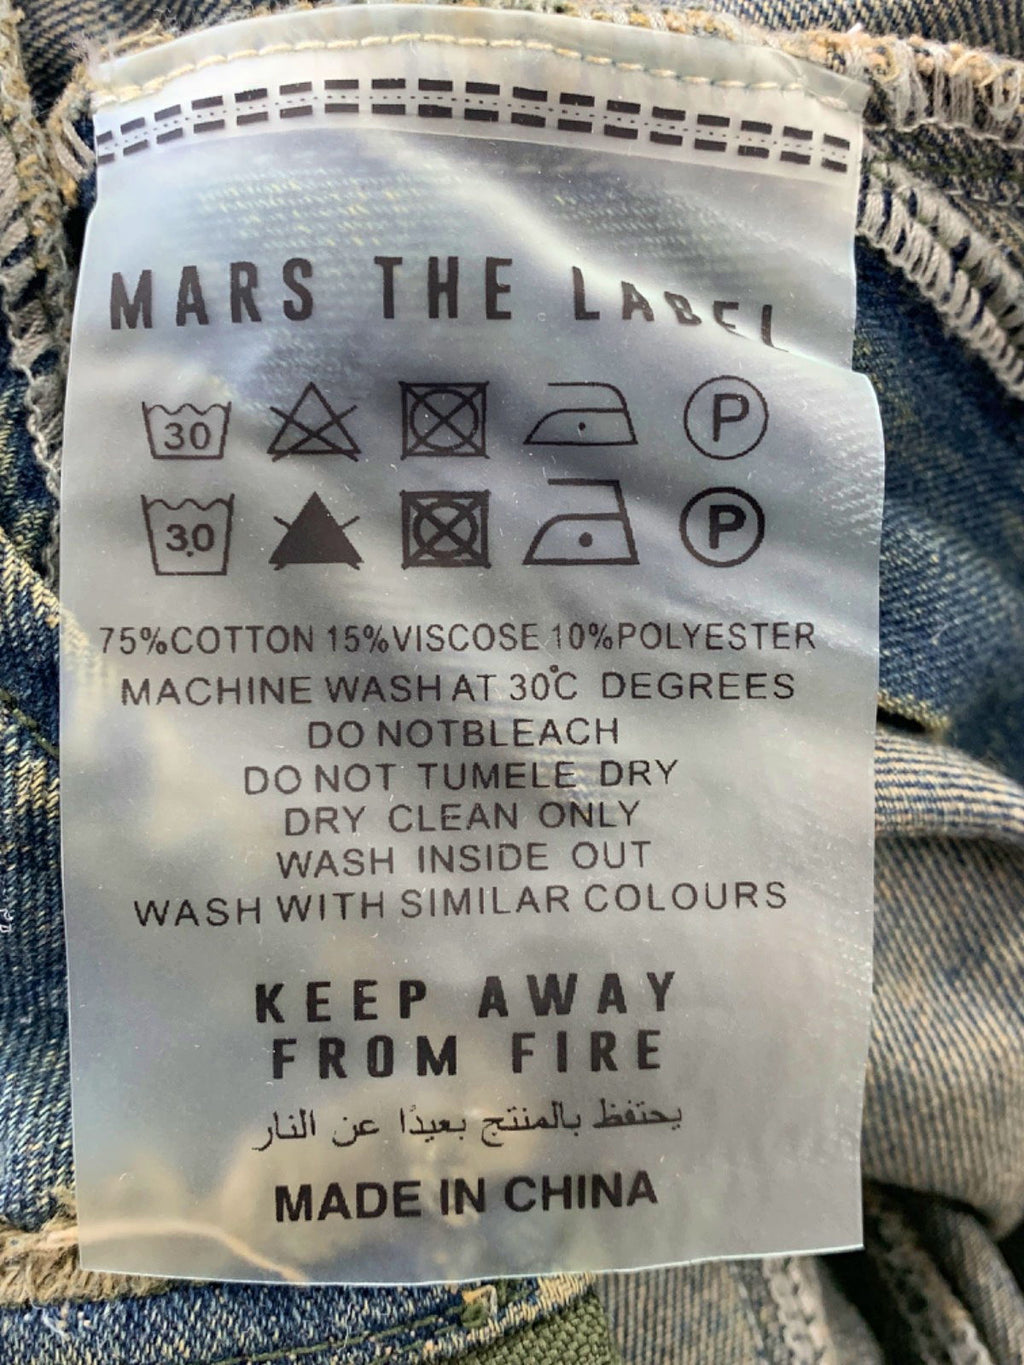 MARS THE LABEL
30 P
30 P
75%COTTON 15%VISCOSE 10%POLYESTER
MACHINE WASH AT 30℃ DEGREES
DO NOTBLEACH
DO NOT TUMELE DRY
DRY CLEAN ONLY
WASH INSIDE OUT
WASH WITH SIMILAR COLOURS
KEEP AWAY
FROM FIRE
يحتفظ بالمنتج بعيدًا عن النار
MADE IN CHINA